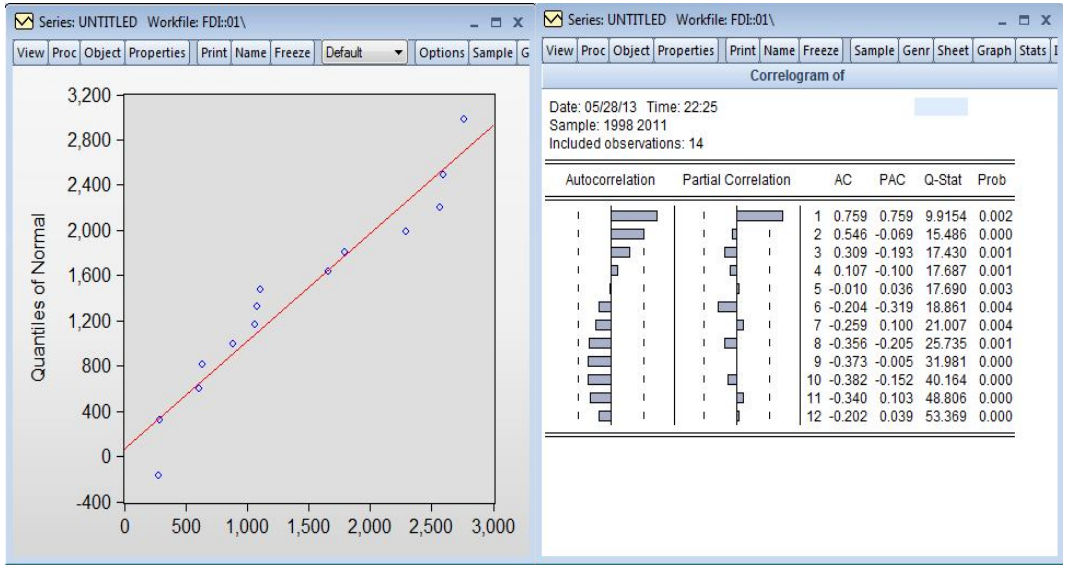 Series: UNTITLED Workfile: FDI::01\
View Proc Object Properties Print Name Freeze Default Options Sample G
3,200
2,800
2,400
2,000
1,600
1,200
800
400
0
-400
Quantiles of Normal
0 500 1,000 1,500 2,000 2,500 3,000
Series: UNTITLED Workfile: FDI::01\
View Proc Object Properties Print Name Freeze Sample Genr Sheet Graph Stats I
Correlogram of
Date: 05/28/13 Time: 22:25
Sample: 1998 2011
Included observations: 14
Autocorrelation Partial Correlation AC PAC Q-Stat Prob
1 0.759 0.759 9.9154 0.002
2 0.546 -0.069 15.486 0.000
3 0.309 -0.193 17.430 0.001
4 0.107 -0.100 17.687 0.001
5 -0.010 0.036 17.690 0.003
6 -0.204 -0.319 18.861 0.004
7 -0.259 0.100 21.007 0.004
8 -0.356 -0.205 25.735 0.001
9 -0.373 -0.005 31.981 0.000
10 -0.382 -0.152 40.164 0.000
11 -0.340 0.103 48.806 0.000
12 -0.202 0.039 53.369 0.000